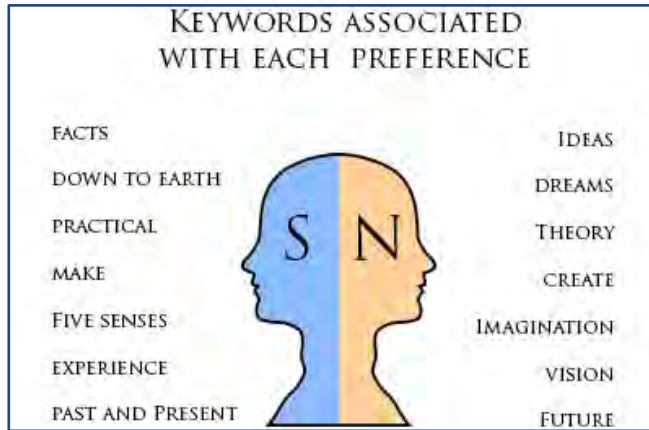 KEYWORDS ASSOCIATED
WITH EACH PREFERENCE
FACTS
DOWN TO EARTH
PRACTICAL
MAKE
FIVE SENSES
EXPERIENCE
PAST AND PRESENT
S N
IDEAS
DREAMS
THEORY
CREATE
IMAGINATION
VISION
FUTURE